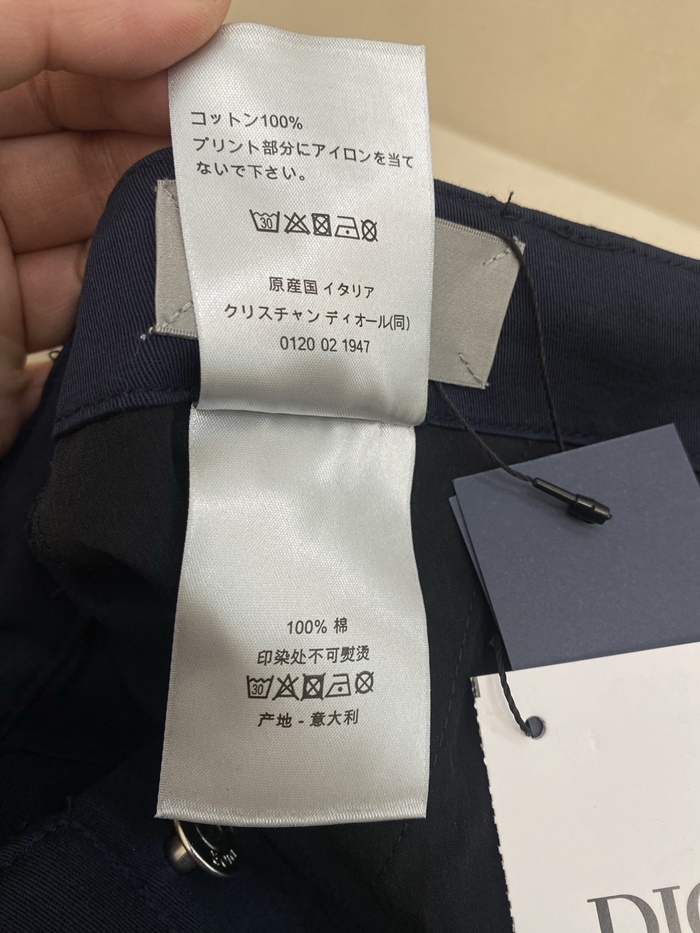 コットン100%
プリント部分にアイロンを当て
ないで下さい。
30
原産国 イタリア
クリスチャン ディオール(同)
0120 02 1947
100% 棉
印染处不可熨烫
30
产地 - 意大利
DIO